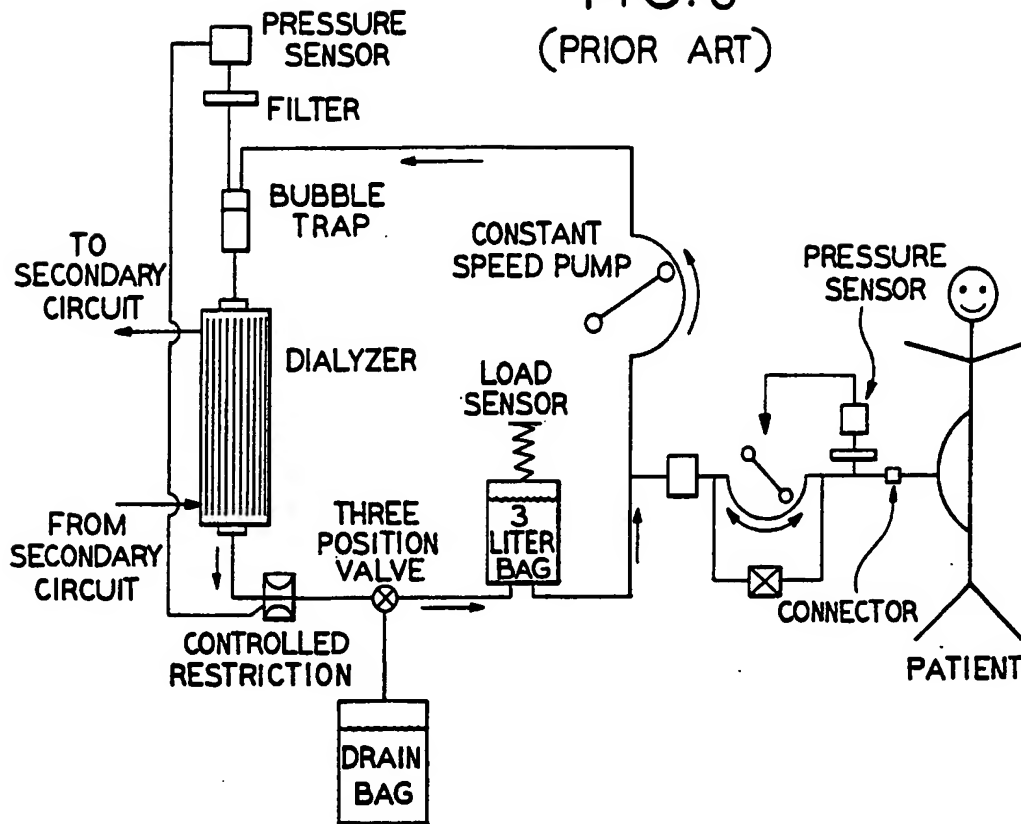 FIG.
(PRIOR ART)
PRESSURE
SENSOR
FILTER
BUBBLE
TRAP
TO
SECONDARY
CIRCUIT
CONSTANT
SPEED PUMP
PRESSURE
SENSOR
DIALYZER
LOAD
SENSOR
3
LITER
BAG
FROM
SECONDARY
CIRCUIT
THREE
POSITION
VALVE
CONTROLLED
RESTRICTION
CONNECTOR
PATIENT
DRAIN
BAG